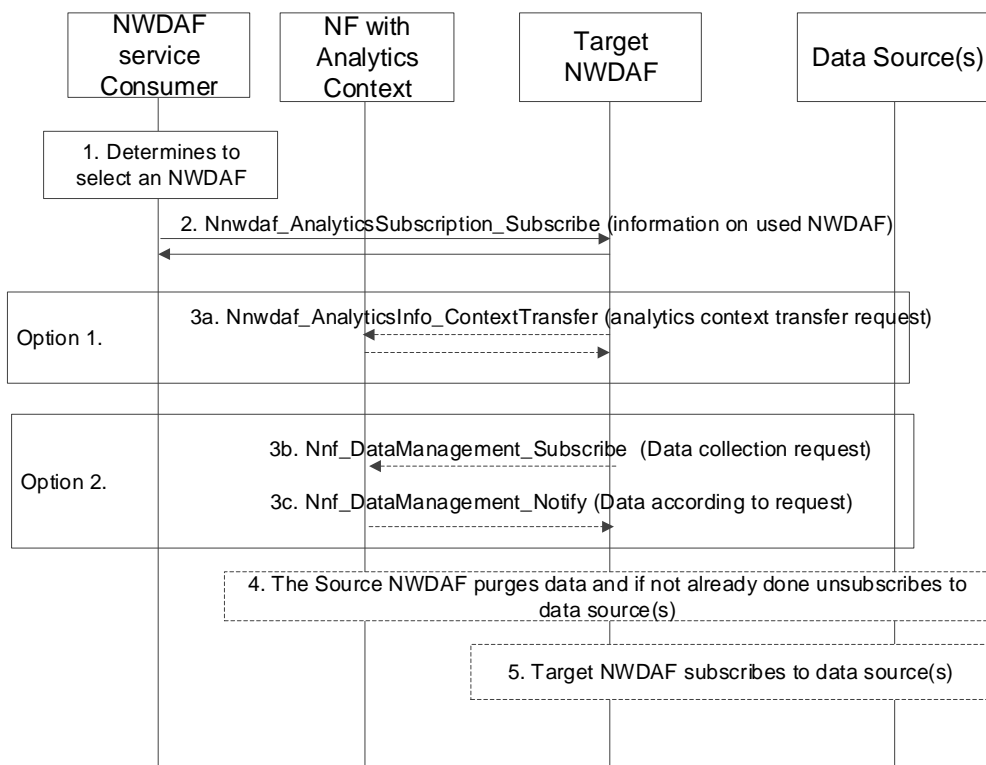 NWDAF
service
Consumer
NF with
Analytics
Context
Target
NWDAF
Data Source(s)
1. Determines to
select an NWDAF
2. Nnwdaf_AnalyticsSubscription_Subscribe (information on used NWDAF)
3a. Nnwdaf_AnalyticsInfo_ContextTransfer (analytics context transfer request)
Option 1.
3b. Nnf_DataManagement_Subscribe (Data collection request)
Option 2.
3c. Nnf_DataManagement_Notify (Data according to request)
4. The Source NWDAF purges data and if not already done unsubscribes to
data source(s)
5. Target NWDAF subscribes to data source(s)